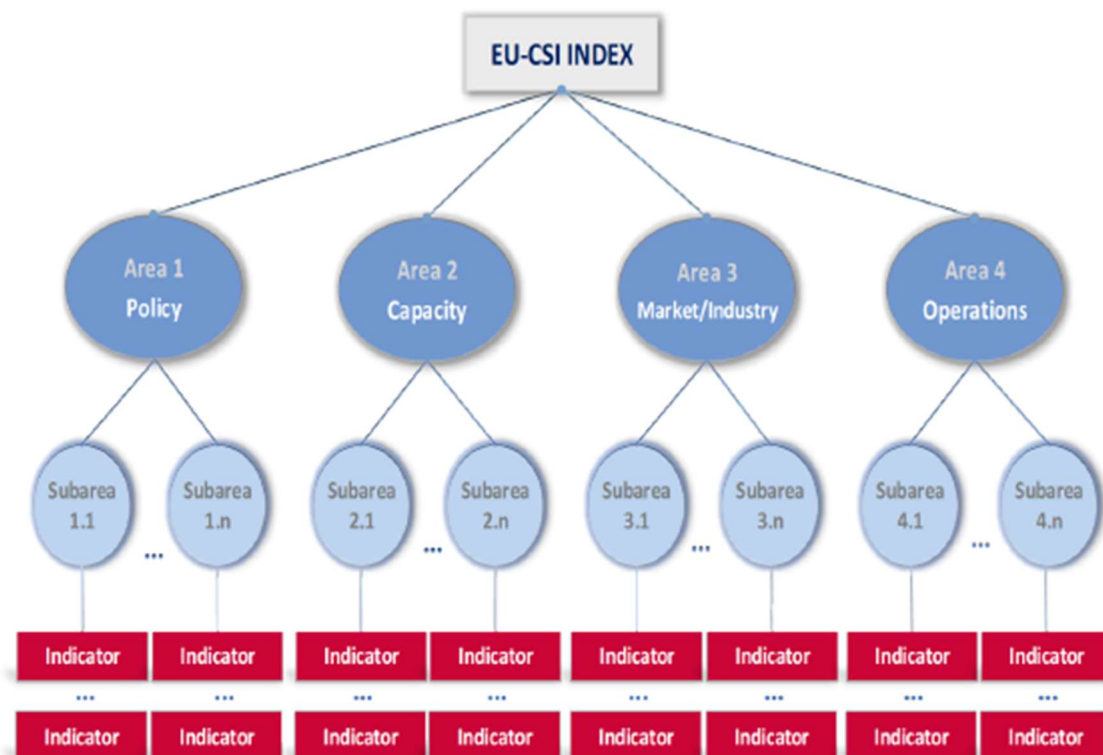 EU-CSI INDEX
Area 1
Policy
Area 2
Capacity
Area 3
Market/Industry
Area 4
Operations
Subarea
1.1
...
Subarea
1.n
Subarea
2.1
...
Subarea
2.n
Subarea
3.1
...
Subarea
3.n
Subarea
4.1
...
Subarea
4.n
Indicator Indicator Indicator Indicator Indicator Indicator Indicator Indicator
... ... ... ... ... ... ... ...
Indicator Indicator Indicator Indicator Indicator Indicator Indicator Indicator